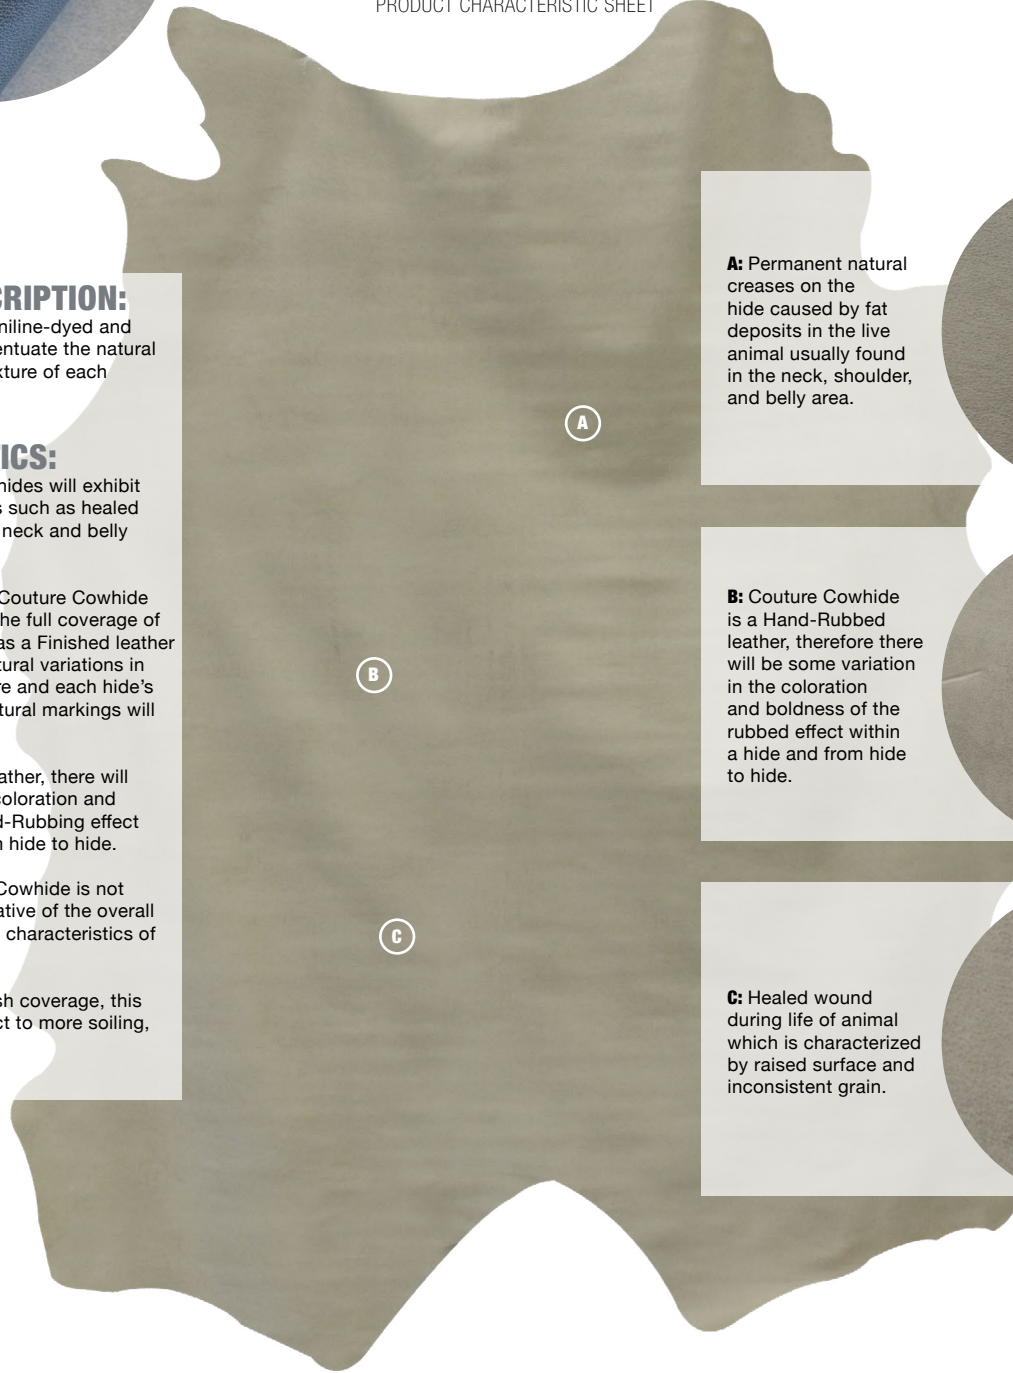 PRODUCT CHARACTERISTIC SHEET
CRIPTION:
niline-dyed and
entuate the natural
xture of each
TICS:
hides will exhibit
s such as healed
neck and belly
Couture Cowhide
he full coverage of
as a Finished leather
tural variations in
re and each hide’s
tural markings will
ather, there will
coloration and
d-Rubbing effect
n hide to hide.
Cowhide is not
ative of the overall
characteristics of
sh coverage, this
ct to more soiling,
A
B
C
A: Permanent natural
creases on the
hide caused by fat
deposits in the live
animal usually found
in the neck, shoulder,
and belly area.
B: Couture Cowhide
is a Hand-Rubbed
leather, therefore there
will be some variation
in the coloration
and boldness of the
rubbed effect within
a hide and from hide
to hide.
C: Healed wound
during life of animal
which is characterized
by raised surface and
inconsistent grain.